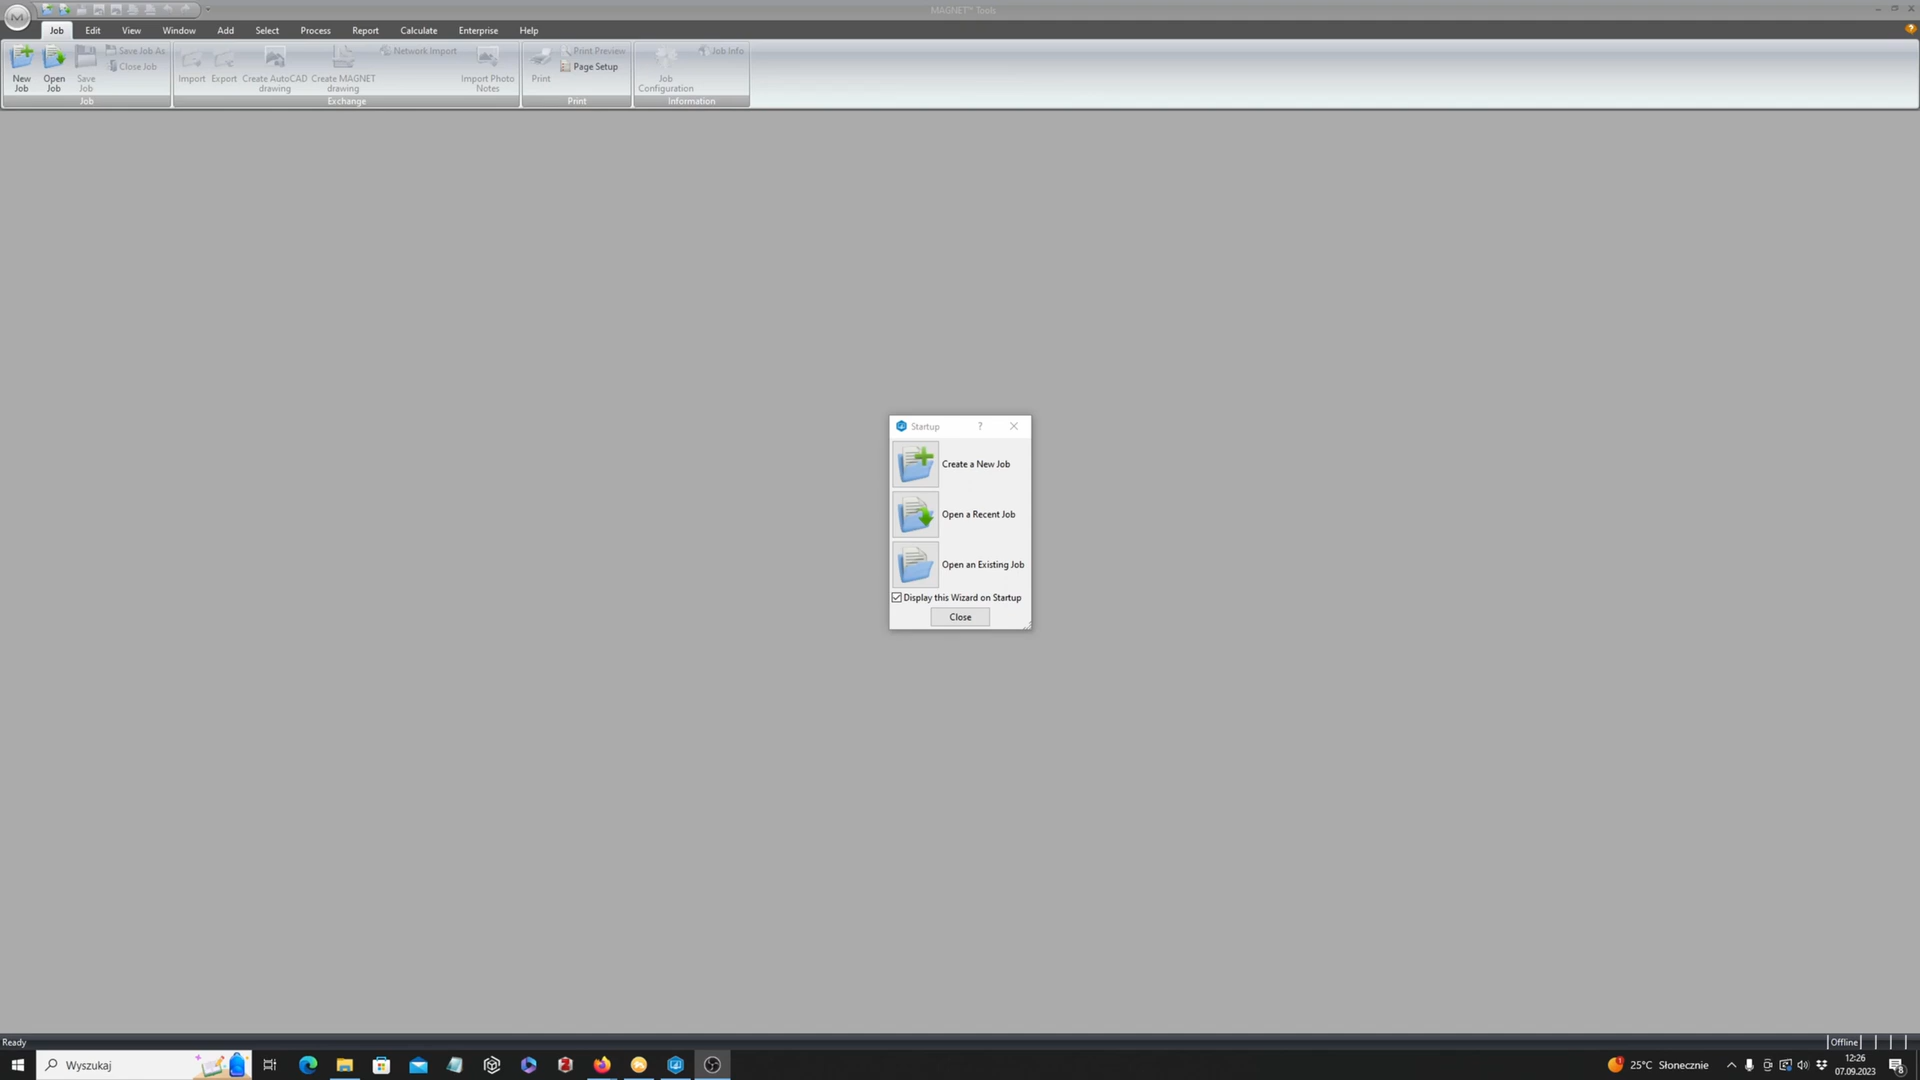 MAGNET™ Tools
Job Edit View Window Add Select Process Report Calculate Enterprise Help
New Job
Open Job
Save Job
Save Job As
Close Job
Import
Export
Create AutoCAD drawing
Create MAGNET drawing
Network Import
Import Photo Notes
Print
Print Preview
Page Setup
Job Configuration
Job Info
Job Exchange Print Information
Startup ?
Create a New Job
Open a Recent Job
Open an Existing Job
Display this Wizard on Startup
Close
Ready
Offline
Wyszukaj
25°C Słonecznie
12:26
07.09.2023
8